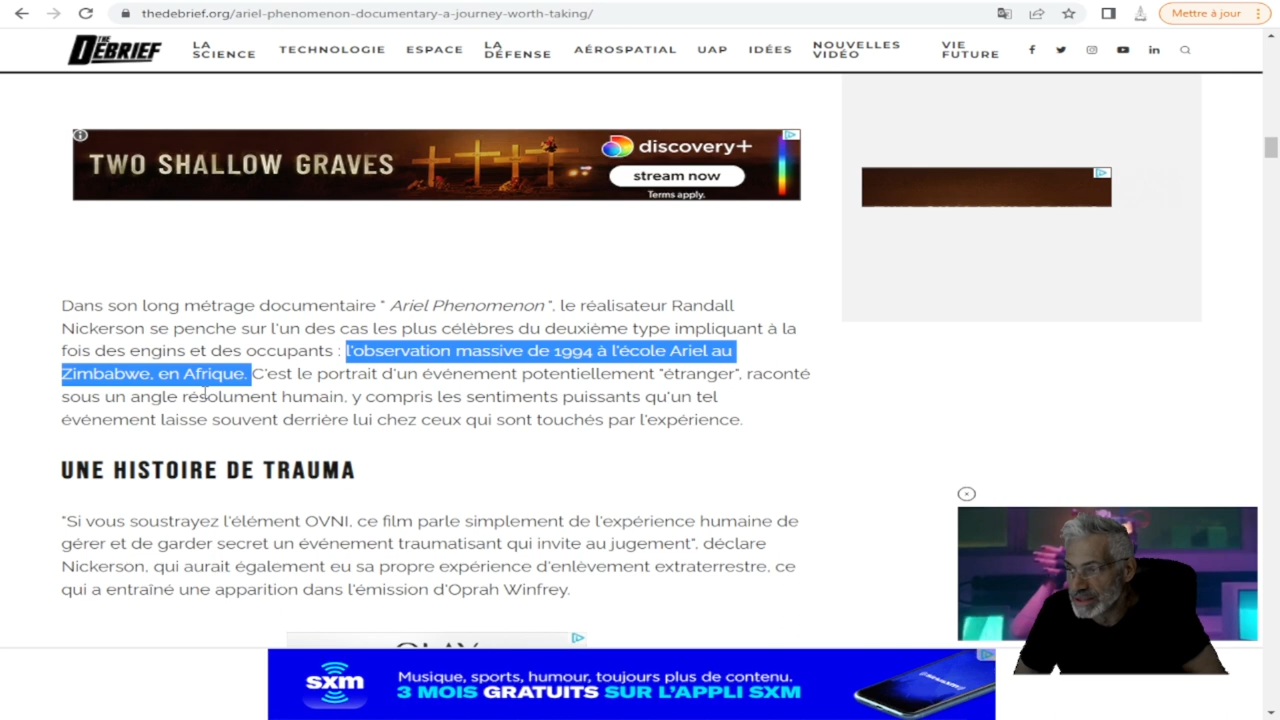 thedebrief.org/ariel-phenomenon-documentary-a-journey-worth-taking/
Mettre à jour
THE DEBRIEF
LA SCIENCE
TECHNOLOGIE
ESPACE
LA DÉFENSE
AÉROSPATIAL
UAP
IDÉES
NOUVELLES VIDÉO
VIE FUTURE
TWO SHALLOW GRAVES
discovery+
stream now
Terms apply.
Dans son long métrage documentaire " Ariel Phenomenon ", le réalisateur Randall
Nickerson se penche sur l'un des cas les plus célèbres du deuxième type impliquant à la
fois des engins et des occupants : l'observation massive de 1994 à l'école Ariel au
Zimbabwe, en Afrique. C'est le portrait d'un événement potentiellement "étranger", raconté
sous un angle résolument humain, y compris les sentiments puissants qu'un tel
événement laisse souvent derrière lui chez ceux qui sont touchés par l'expérience.
UNE HISTOIRE DE TRAUMA
"Si vous soustrayez l'élément OVNI, ce film parle simplement de l'expérience humaine de
gérer et de garder secret un événement traumatisant qui invite au jugement", déclare
Nickerson, qui aurait également eu sa propre expérience d'enlèvement extraterrestre, ce
qui a entraîné une apparition dans l'émission d'Oprah Winfrey.
sxm
Musique, sports, humour, toujours plus de contenu.
3 MOIS GRATUITS SUR L'APPLI SXM